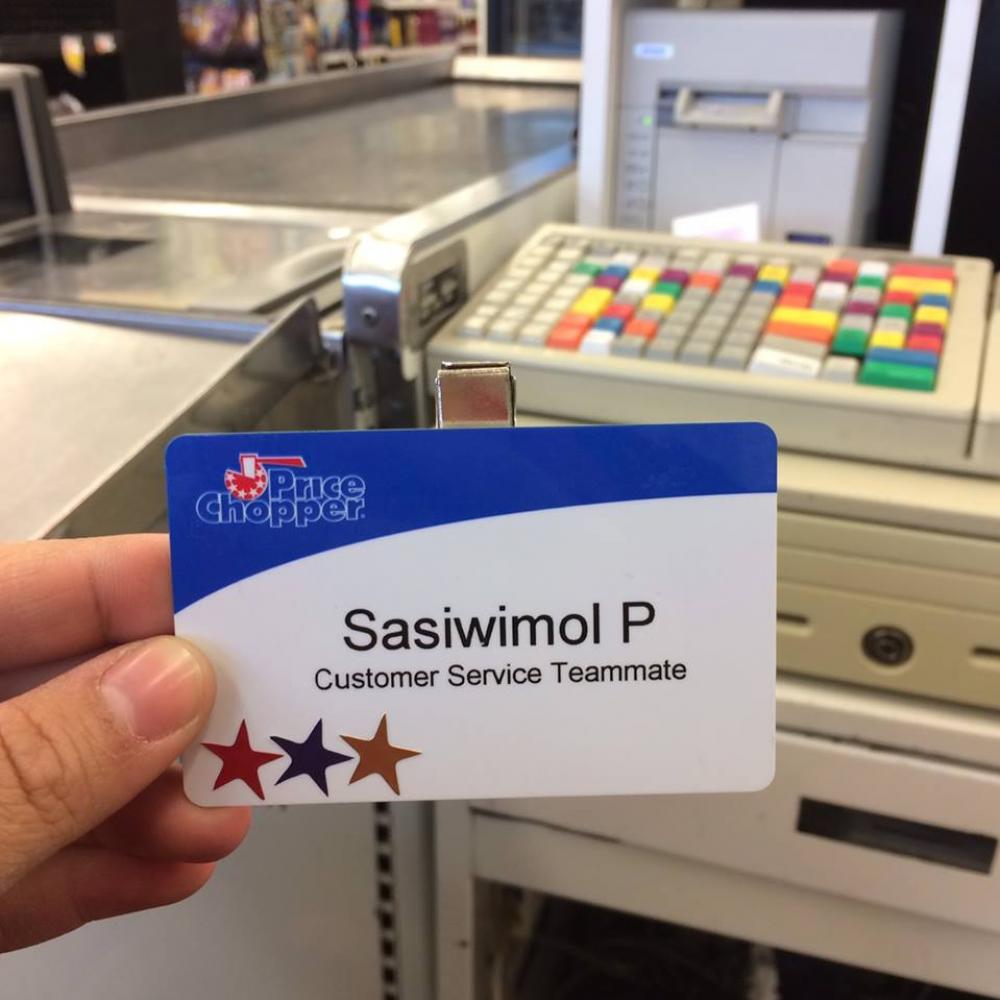 Price
Chopper
Sasiwimol P
Customer Service Teammate